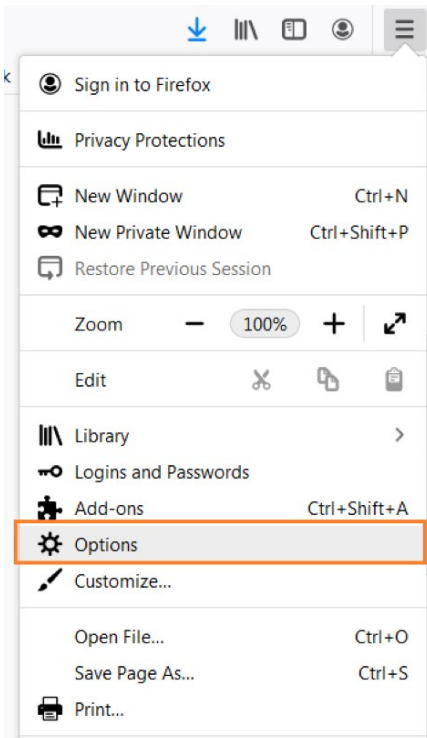 k
Sign in to Firefox
Privacy Protections
New Window Ctrl+N
New Private Window Ctrl+Shift+P
Restore Previous Session
Zoom 100%
Edit
Library
Logins and Passwords
Add-ons Ctrl+Shift+A
Options
Customize...
Open File... Ctrl+O
Save Page As... Ctrl+S
Print...